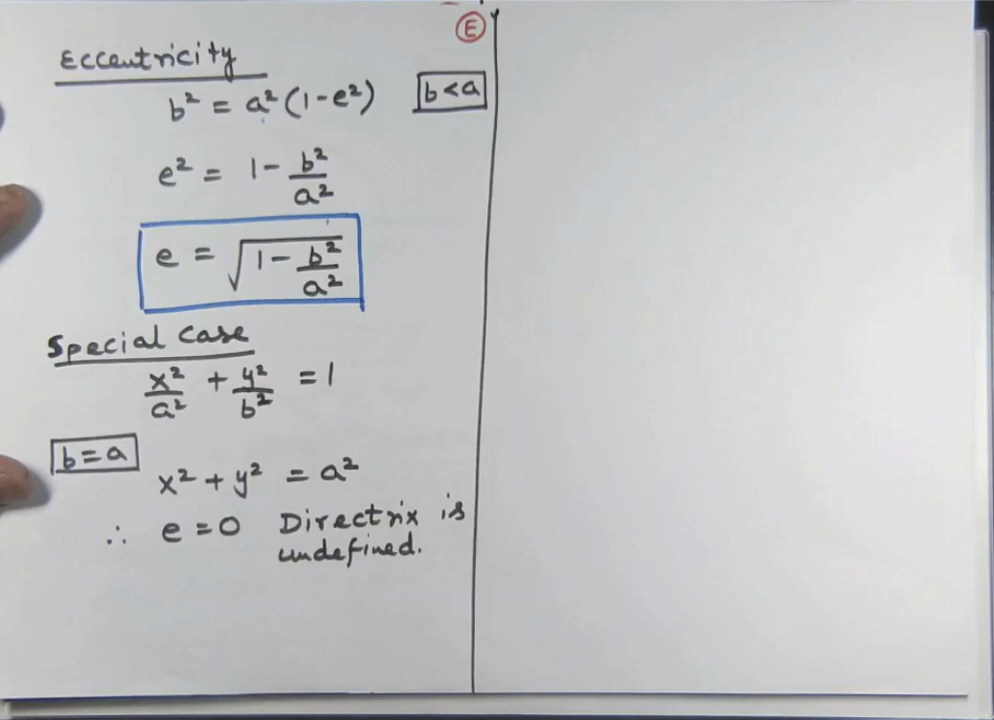 E
Eccentricity
b² = a² (1-e²) b<a
e² = 1 - b²/a²
e = √(1 - b²/a²)
Special Case
x²/a² + y²/b² = 1
b=a
x² + y² = a²
∴ e = 0 Directrix is
undefined.